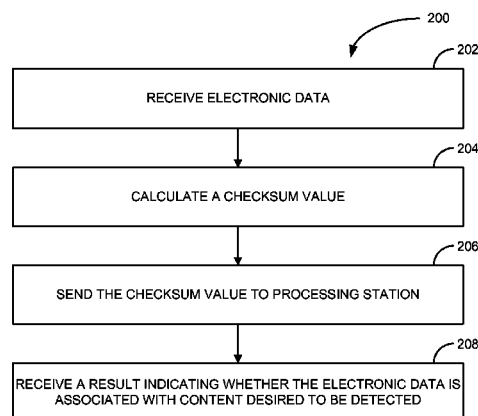 200
202
RECEIVE ELECTRONIC DATA
204
CALCULATE A CHECKSUM VALUE
206
SEND THE CHECKSUM VALUE TO PROCESSING STATION
208
RECEIVE A RESULT INDICATING WHETHER THE ELECTRONIC DATA IS
ASSOCIATED WITH CONTENT DESIRED TO BE DETECTED